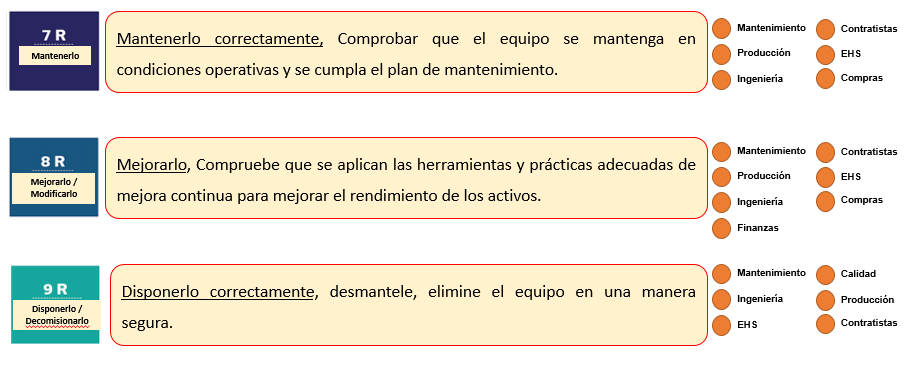 7 R
Mantenerlo
Mantenerlo correctamente, Comprobar que el equipo se mantenga en
condiciones operativas y se cumpla el plan de mantenimiento.
Mantenimiento
Producción
Ingeniería
Contratistas
EHS
Compras
8 R
Mejorarlo /
Modificarlo
Mejorarlo, Compruebe que se aplican las herramientas y prácticas adecuadas de
mejora continua para mejorar el rendimiento de los activos.
Mantenimiento
Producción
Ingeniería
Finanzas
Contratistas
EHS
Compras
9 R
Disponerlo /
Decomisionarlo
Disponerlo correctamente, desmantele, elimine el equipo en una manera
segura.
Mantenimiento
Ingeniería
EHS
Calidad
Producción
Contratistas